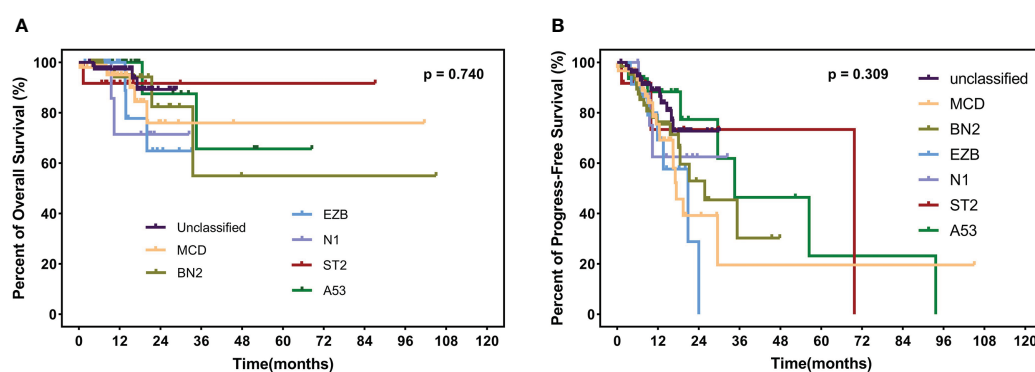 A
Percent of Overall Survival (%)
100
80
60
40
20
0
p = 0.740
Unclassified
MCD
BN2
EZB
N1
ST2
A53
0 12 24 36 48 60 72 84 96 108 120
Time(months)
B
Percent of Progress-Free Survival (%)
100
80
60
40
20
0
p = 0.309
unclassified
MCD
BN2
EZB
N1
ST2
A53
0 12 24 36 48 60 72 84 96 108 120
Time(months)